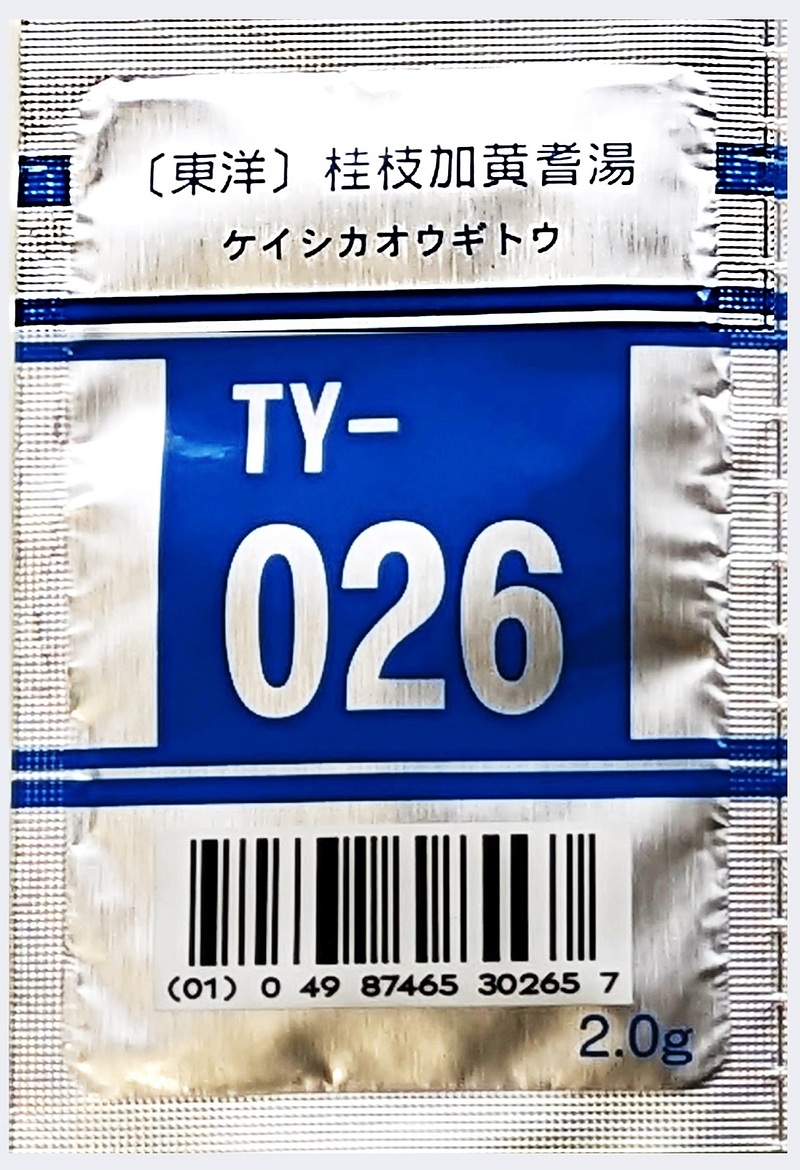 〔東洋〕 桂枝加黄耆湯
ケイシカオウギトウ
TY-
026
(01) 0 49 87465 30265 7
2.0g